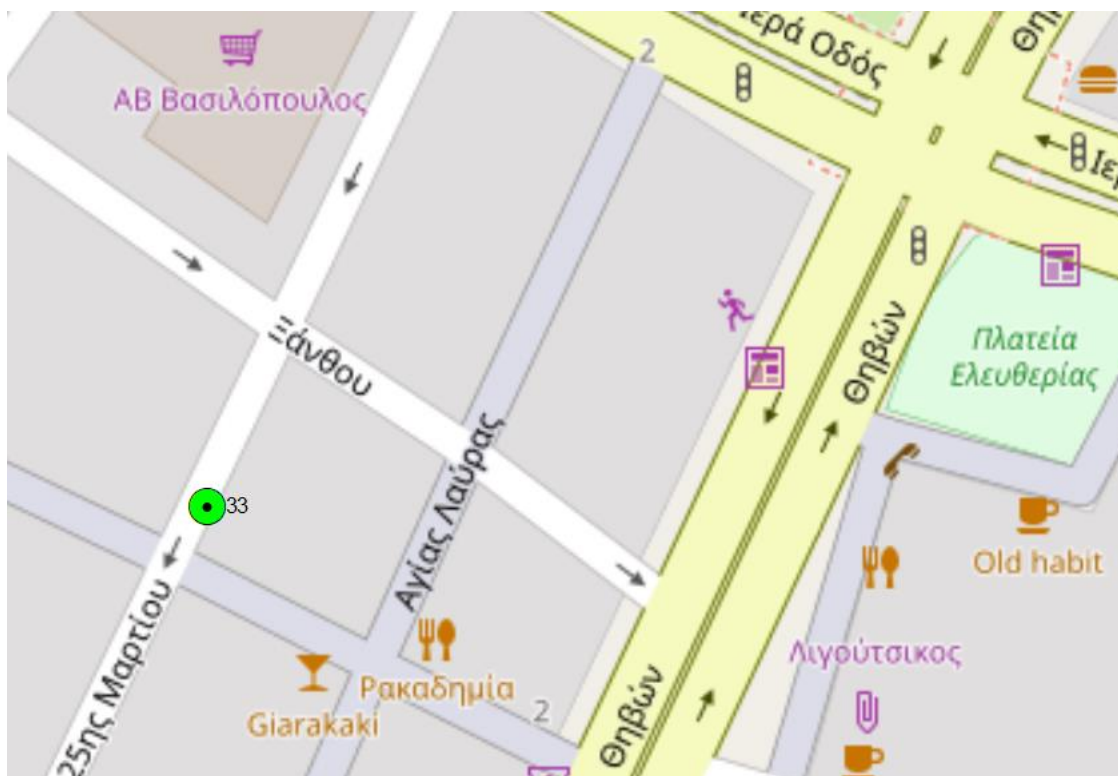 2
Ιερά Οδός
ΑΒ Βασιλόπουλος
Ξάνθου
Θηβών
Πλατεία
Ελευθερίας
Αγίας Λαύρας
33
Old habit
25ης Μαρτίου
Λιγούτσικος
Ρακαδημία
Giarakaki
2
Θηβών